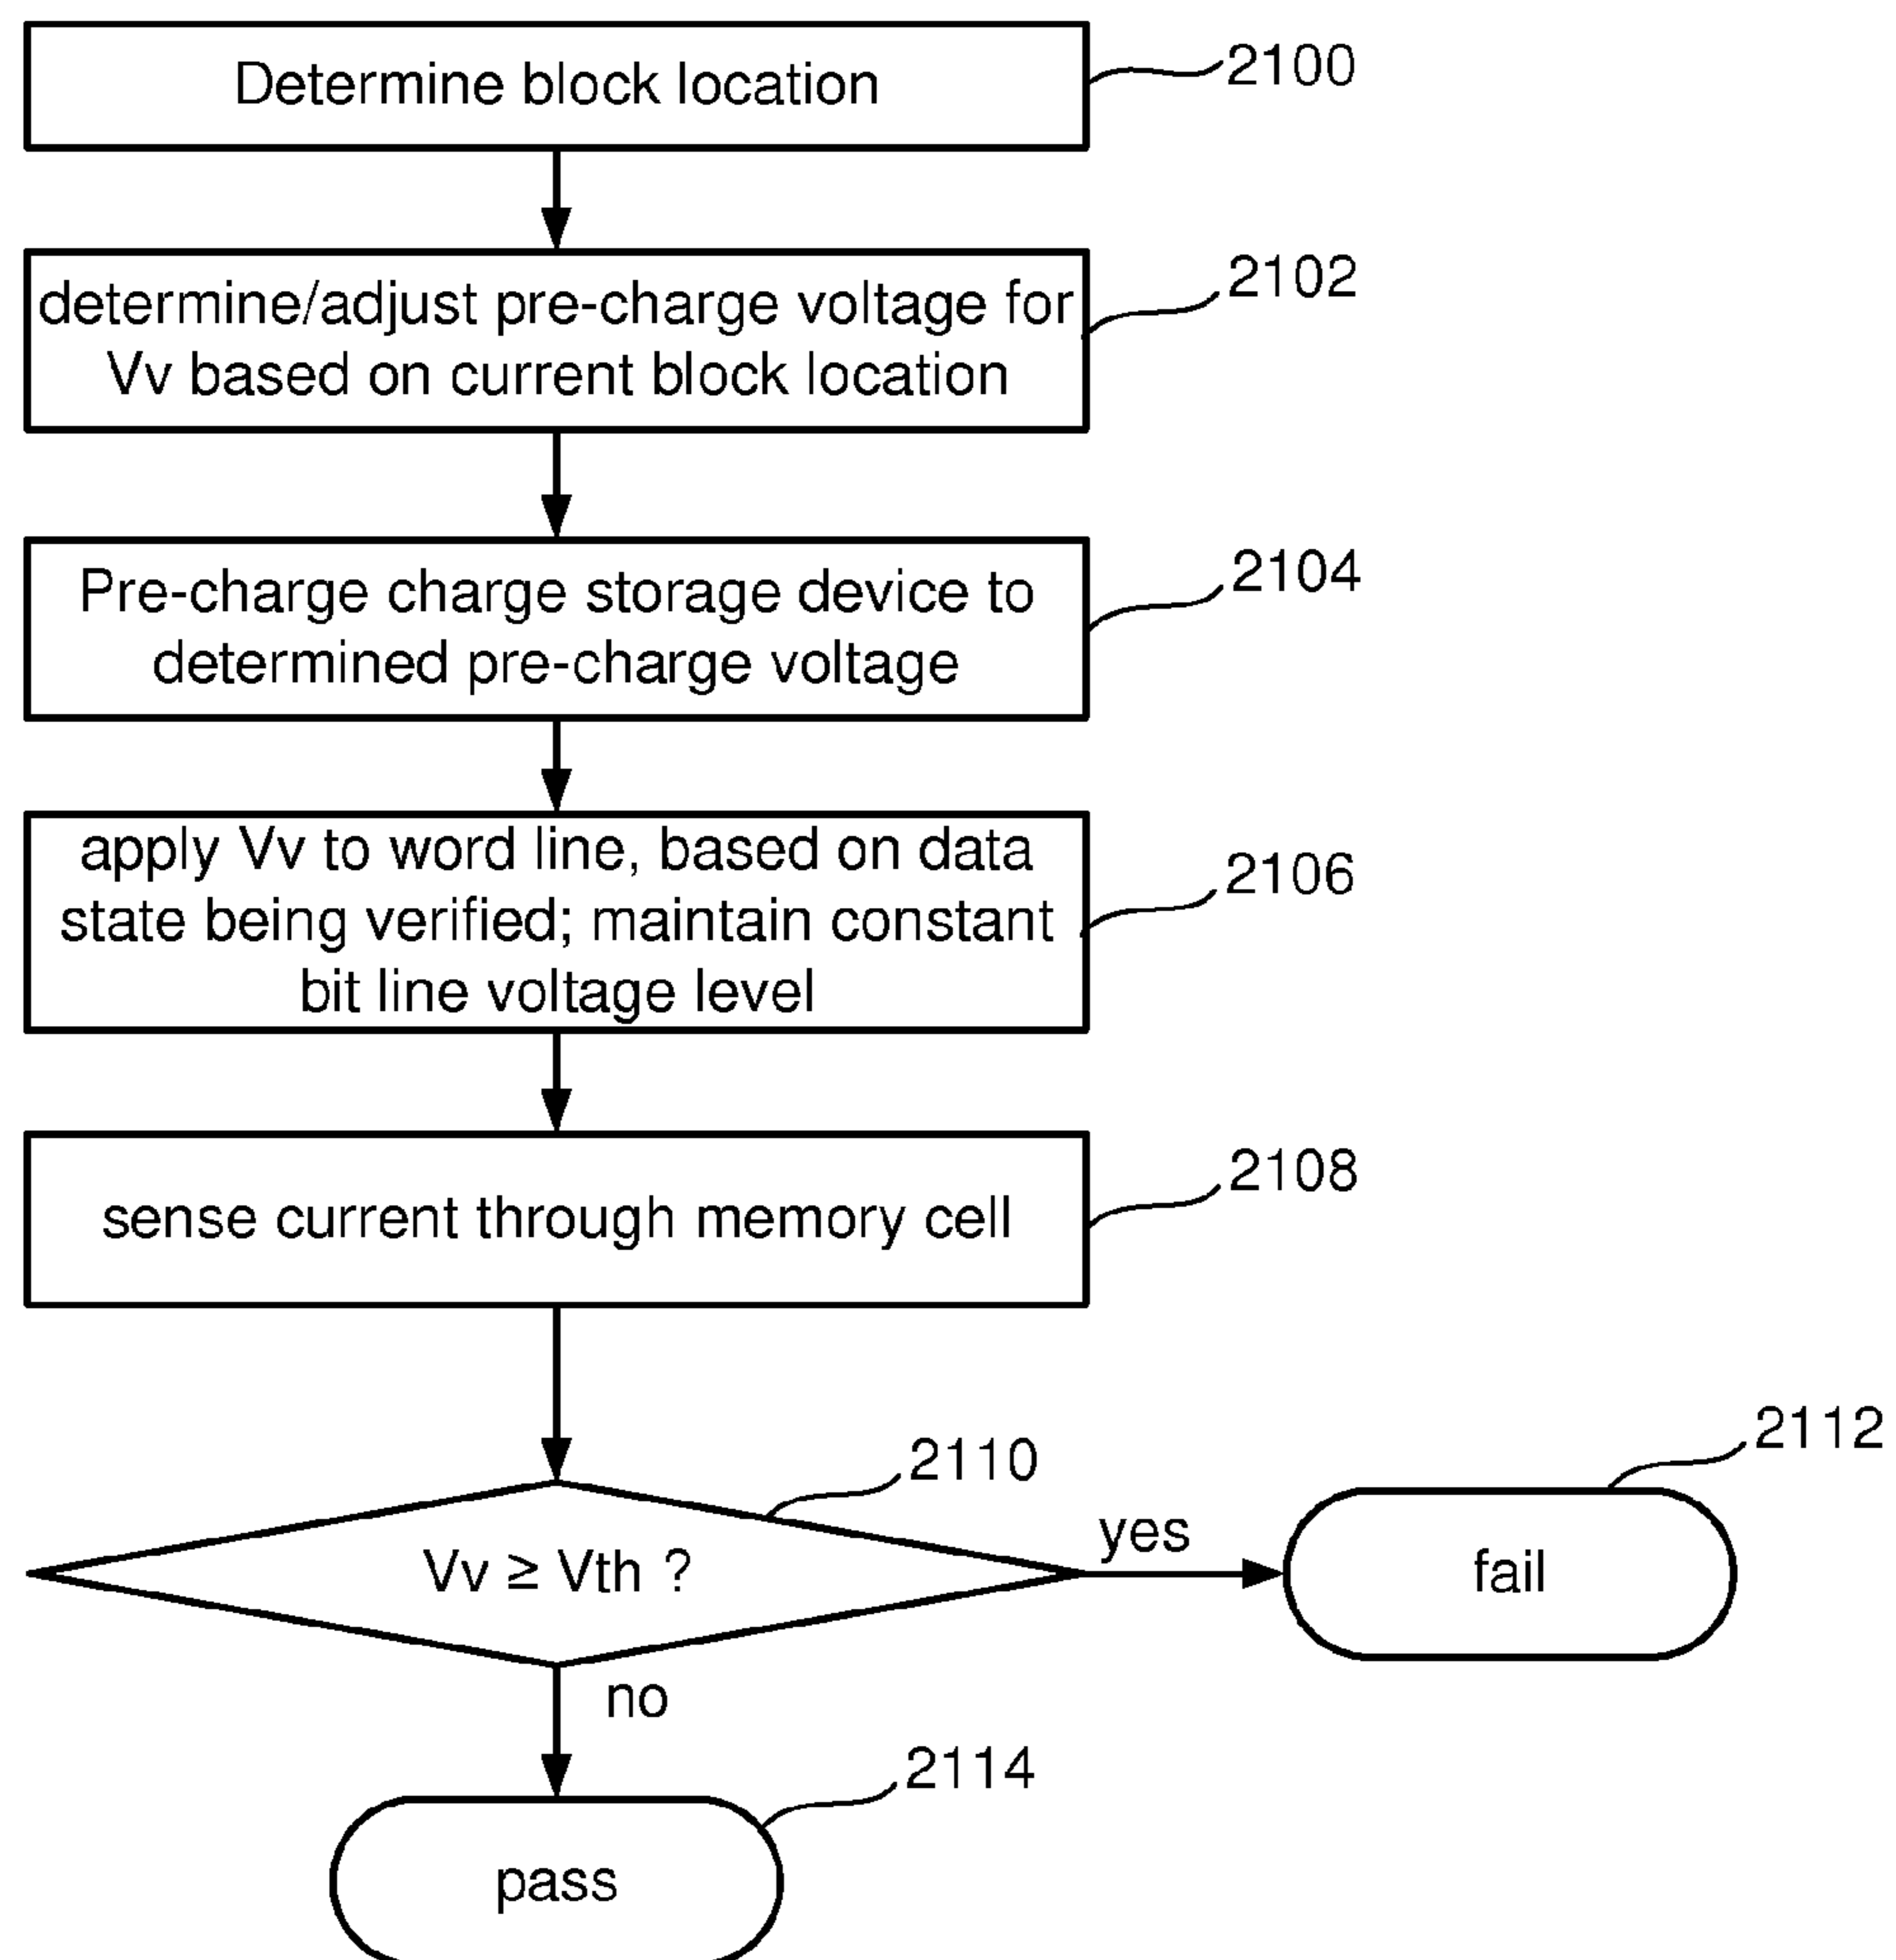 Determine block location
2100
determine/adjust pre-charge voltage for
Vv based on current block location
2102
Pre-charge charge storage device to
determined pre-charge voltage
2104
apply Vv to word line, based on data
state being verified; maintain constant
bit line voltage level
2106
sense current through memory cell
2108
2110
Vv ≥ Vth ?
yes
2112
fail
no
2114
pass